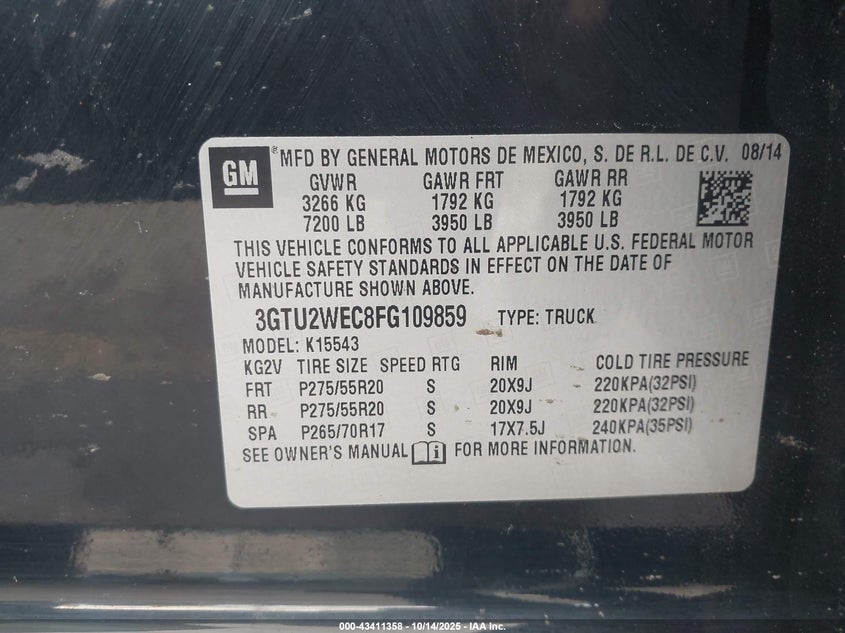 GM ® MFD BY GENERAL MOTORS DE MEXICO, S. DE R.L. DE C.V. 08/14
GVWR GAWR FRT GAWR RR
3266 KG 1792 KG 1792 KG
7200 LB 3950 LB 3950 LB
THIS VEHICLE CONFORMS TO ALL APPLICABLE U.S. FEDERAL MOTOR
VEHICLE SAFETY STANDARDS IN EFFECT ON THE DATE OF
MANUFACTURE SHOWN ABOVE.
3GTU2WEC8FG109859 TYPE: TRUCK
MODEL: K15543
KG2V TIRE SIZE SPEED RTG RIM COLD TIRE PRESSURE
FRT P275/55R20 S 20X9J 220KPA(32PSI)
RR P275/55R20 S 20X9J 220KPA(32PSI)
SPA P265/70R17 S 17X7.5J 240KPA(35PSI)
SEE OWNER'S MANUAL i FOR MORE INFORMATION.
000-43411358 - 10/14/2025 - IAA Inc.